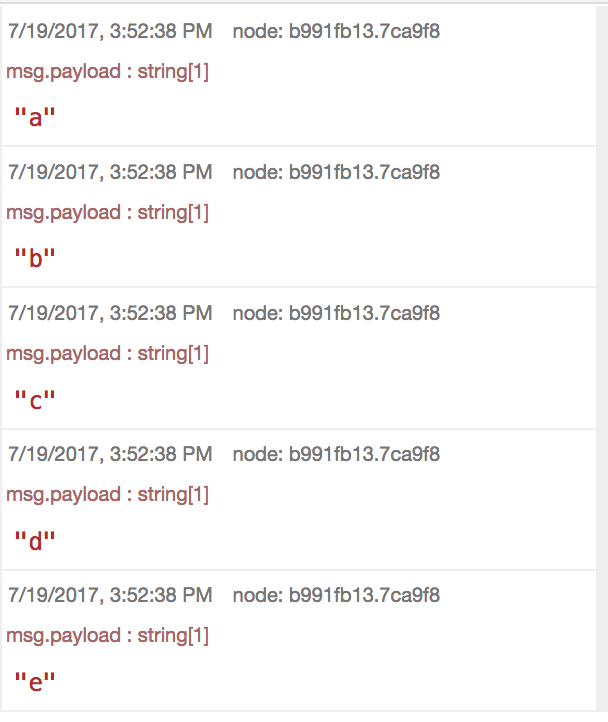 7/19/2017, 3:52:38 PM node: b991fb13.7ca9f8
msg.payload : string[1]
"a"
7/19/2017, 3:52:38 PM node: b991fb13.7ca9f8
msg.payload : string[1]
"b"
7/19/2017, 3:52:38 PM node: b991fb13.7ca9f8
msg.payload : string[1]
"c"
7/19/2017, 3:52:38 PM node: b991fb13.7ca9f8
msg.payload : string[1]
"d"
7/19/2017, 3:52:38 PM node: b991fb13.7ca9f8
msg.payload : string[1]
"e"